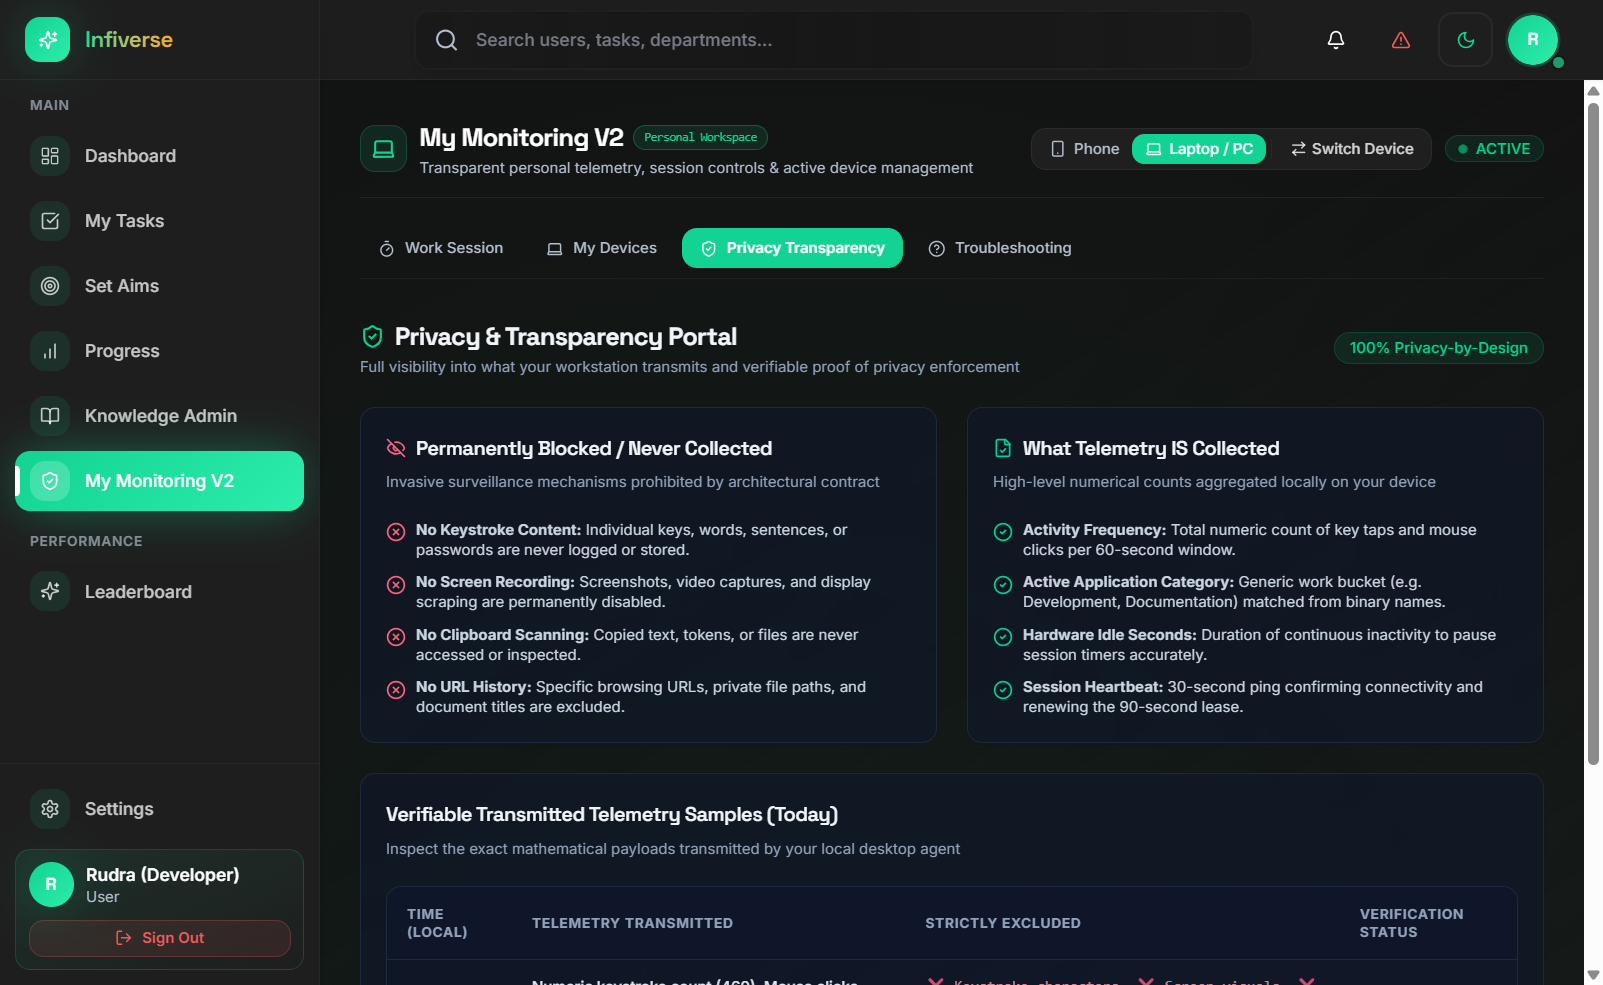 Infiverse
Search users, tasks, departments...
R
MAIN
Dashboard
My Tasks
Set Aims
Progress
Knowledge Admin
My Monitoring V2
PERFORMANCE
Leaderboard
Settings
R
Rudra (Developer)
User
Sign Out
My Monitoring V2
Personal Workspace
Transparent personal telemetry, session controls & active device management
Phone
Laptop / PC
Switch Device
ACTIVE
Work Session
My Devices
Privacy Transparency
Troubleshooting
Privacy & Transparency Portal
Full visibility into what your workstation transmits and verifiable proof of privacy enforcement
100% Privacy-by-Design
Permanently Blocked / Never Collected
Invasive surveillance mechanisms prohibited by architectural contract
No Keystroke Content: Individual keys, words, sentences, or
passwords are never logged or stored.
No Screen Recording: Screenshots, video captures, and display
scraping are permanently disabled.
No Clipboard Scanning: Copied text, tokens, or files are never
accessed or inspected.
No URL History: Specific browsing URLs, private file paths, and
document titles are excluded.
What Telemetry IS Collected
High-level numerical counts aggregated locally on your device
Activity Frequency: Total numeric count of key taps and mouse
clicks per 60-second window.
Active Application Category: Generic work bucket (e.g.
Development, Documentation) matched from binary names.
Hardware Idle Seconds: Duration of continuous inactivity to pause
session timers accurately.
Session Heartbeat: 30-second ping confirming connectivity and
renewing the 90-second lease.
Verifiable Transmitted Telemetry Samples (Today)
Inspect the exact mathematical payloads transmitted by your local desktop agent
TIME
(LOCAL)
TELEMETRY TRANSMITTED
STRICTLY EXCLUDED
VERIFICATION
STATUS
Numeric keystroke count (460), Mouse clicks
Keystroke characters
Screen visuals